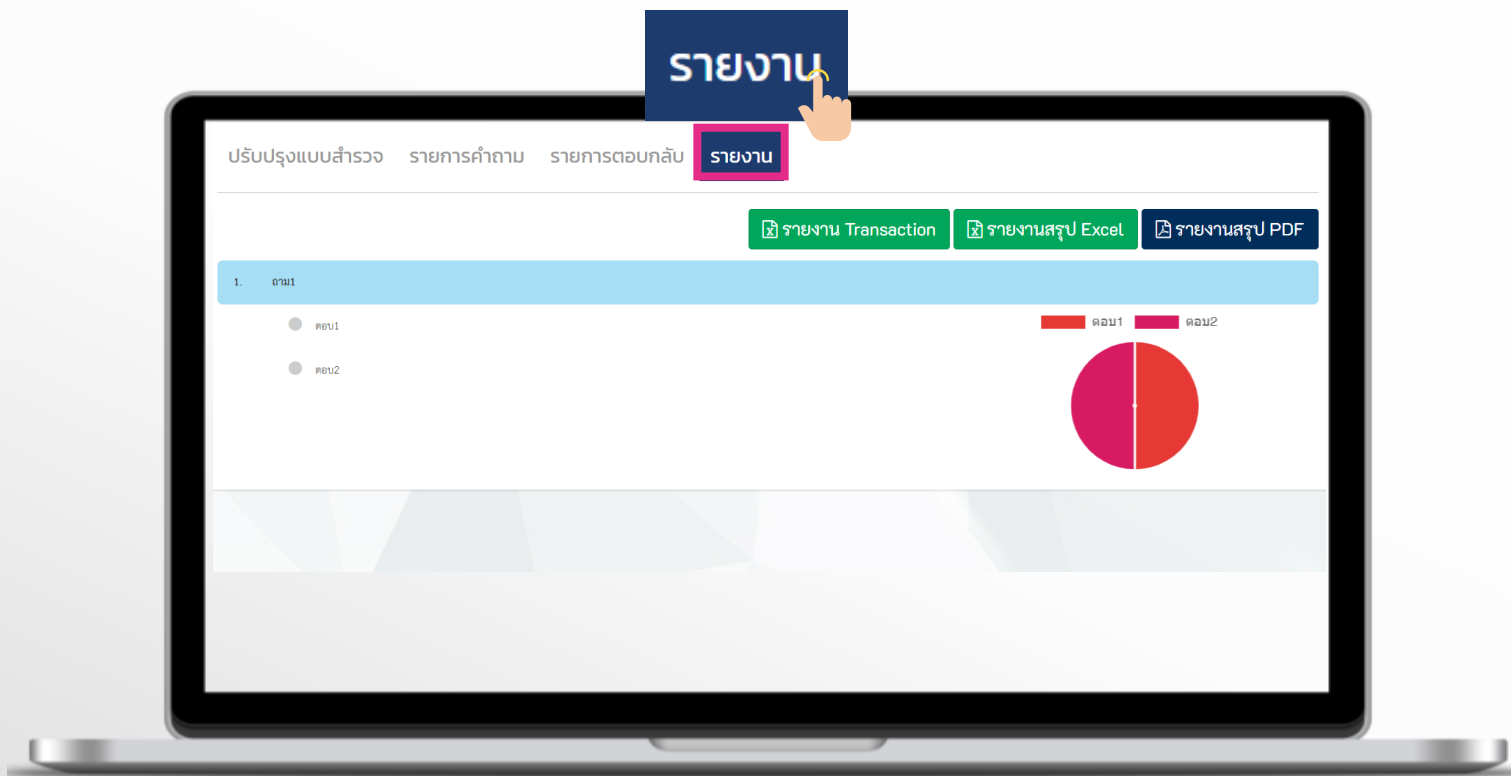 รายงาน
ปรับปรุงแบบสำรวจ รายการคำถาม รายการตอบกลับ รายงาน
รายงาน Transaction รายงานสรุป Excel รายงานสรุป PDF
1. ถาม1
ตอบ1
ตอบ2
ตอบ1 ตอบ2